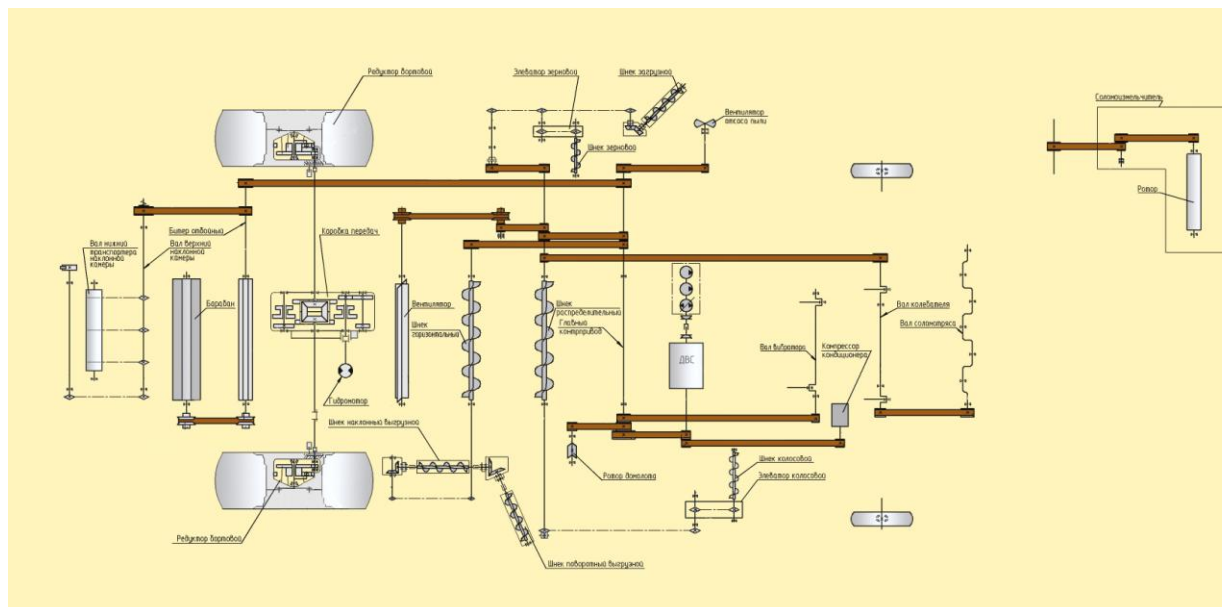 Редуктор бортовой
Элеватор зерновой
Шнек загрузной
Вентилятор
отсоса пыли
Соломоизмельчитель
Шнек зерновой
Ротор
Битер отбойный
Коробка передач
Вал нижний
транспортера
наклонной
камеры
Вал верхний
наклонной
камеры
Барабан
Вентилятор
Шнек
горизонтальный
Шнек
распределительный
Главный
контрпривод
Вал колебателя
Вал соломотряса
ДВС
Вал вибратора
Компрессор
кондиционера
Гидромотор
Шнек наклонный выгрузной
Ротор домолота
Шнек колосовой
Элеватор колосовой
Редуктор бортовой
Шнек поворотный выгрузной